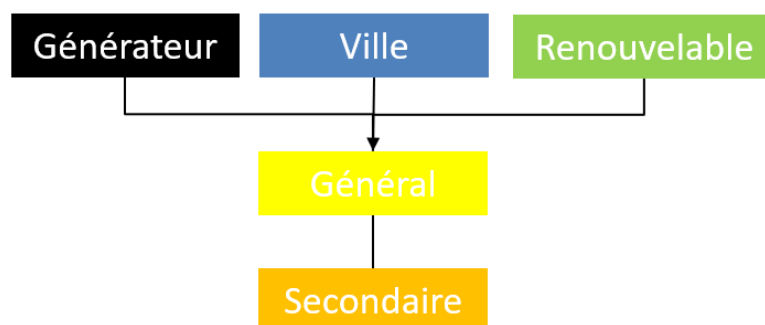 Générateur
Ville
Renouvelable
Général
Secondaire